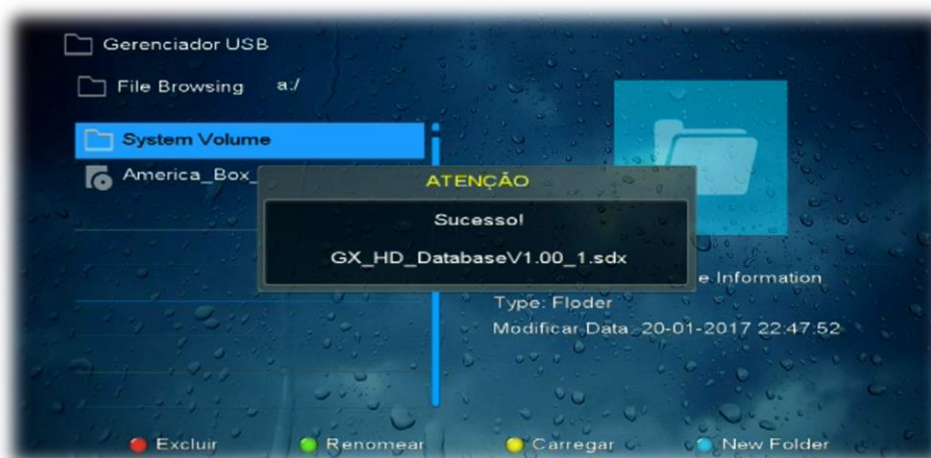 Gerenciador USB
File Browsing a:/
System Volume
America_Box_
ATENÇÃO
Sucesso!
GX_HD_DatabaseV1.00_1.sdx
e Information
Type: Floder
Modificar Data: 20-01-2017 22:47:52
Excluir Renomear Carregar New Folder